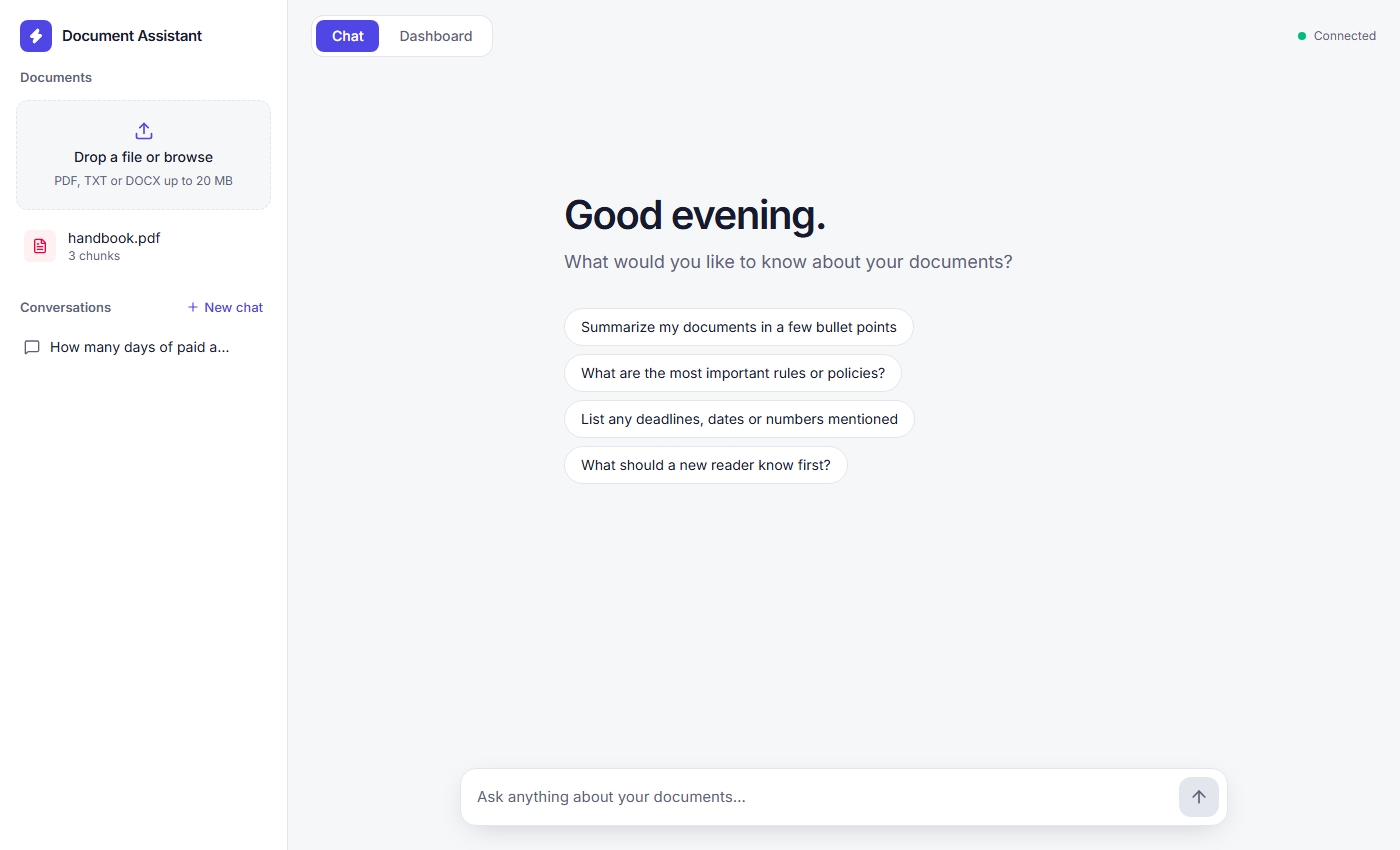 Document Assistant
Documents
Drop a file or browse
PDF, TXT or DOCX up to 20 MB
handbook.pdf
3 chunks
Conversations
New chat
How many days of paid a...
Chat
Dashboard
Connected
Good evening.
What would you like to know about your documents?
Summarize my documents in a few bullet points
What are the most important rules or policies?
List any deadlines, dates or numbers mentioned
What should a new reader know first?
Ask anything about your documents...